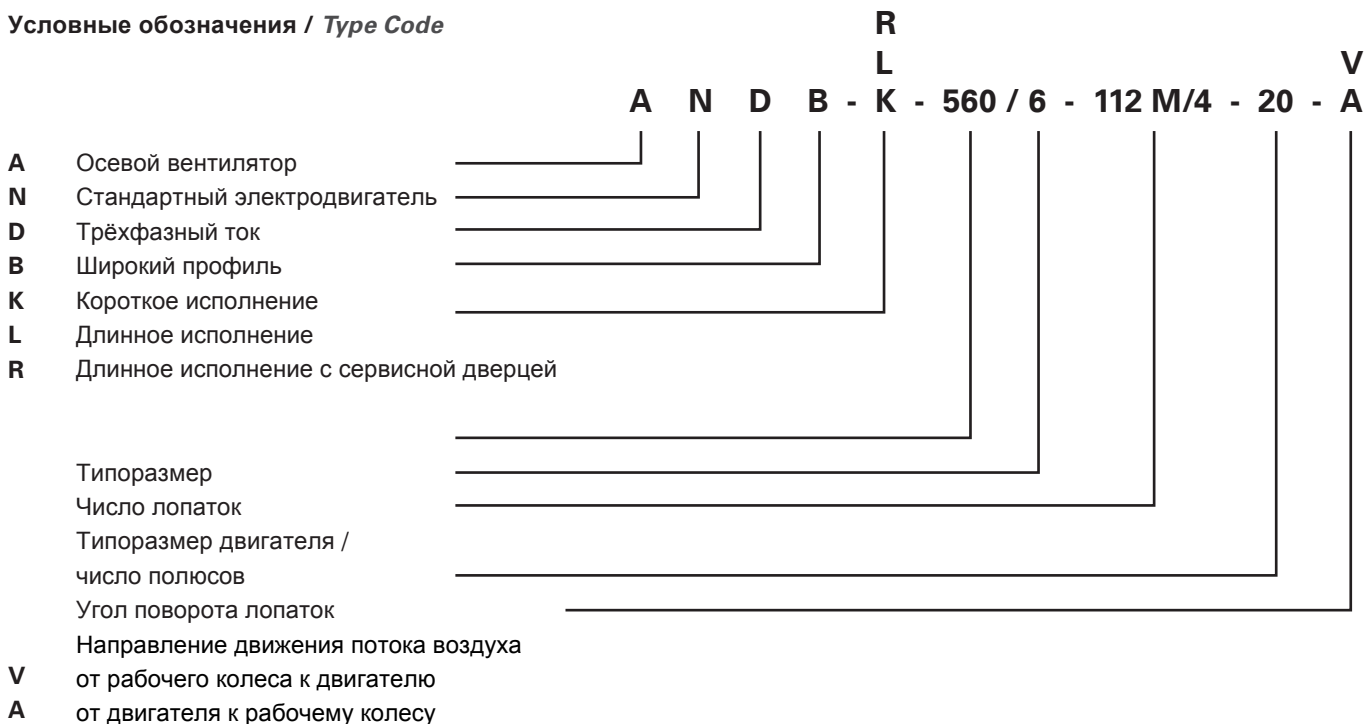 Условные обозначения / Type Code
R
L
V
A N D B - K - 560 / 6 - 112 M/4 - 20 - A
A Осевой вентилятор
N Стандартный электродвигатель
D Трёхфазный ток
B Широкий профиль
K Короткое исполнение
L Длинное исполнение
R Длинное исполнение с сервисной дверцей
Типоразмер
Число лопаток
Типоразмер двигателя /
число полюсов
Угол поворота лопаток
Направление движения потока воздуха
V от рабочего колеса к двигателю
A от двигателя к рабочему колесу